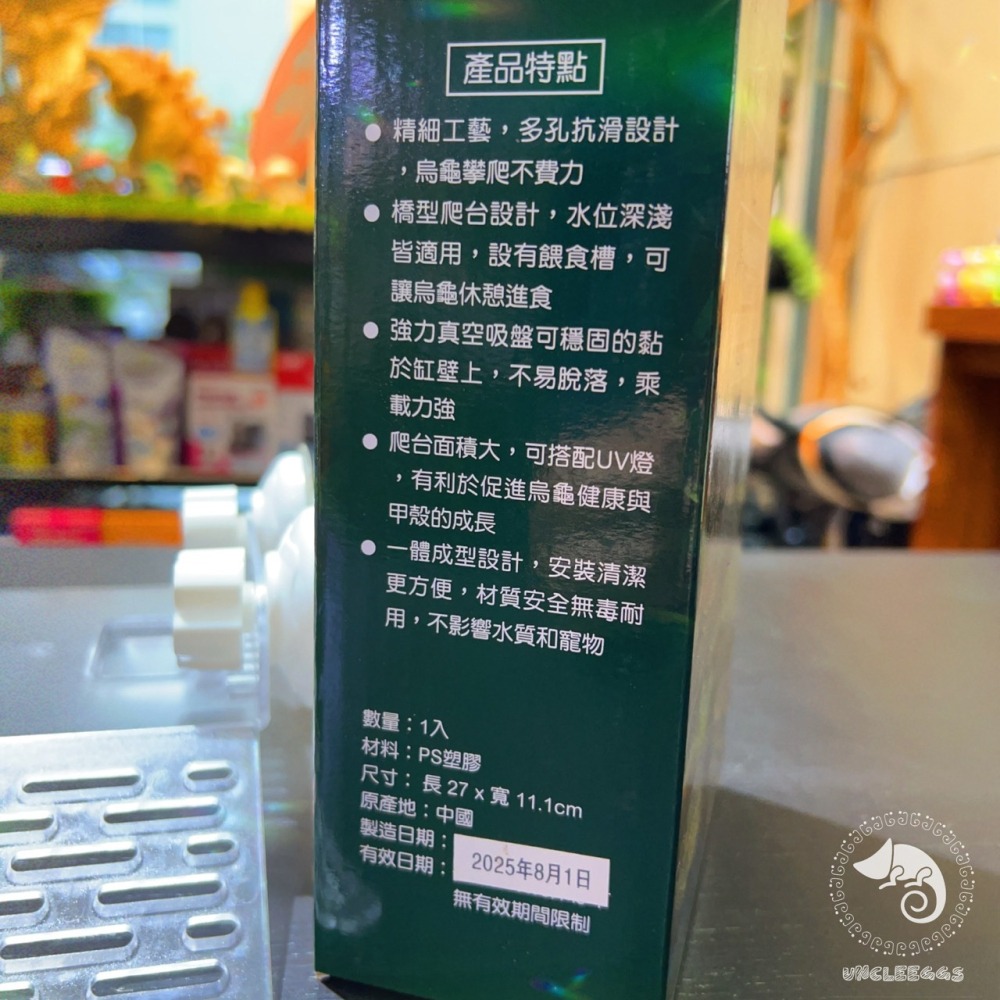 產品特點
● 精細工藝，多孔抗滑設計
，烏龜攀爬不費力
● 橋型爬台設計，水位深淺
皆適用，設有餵食槽，可
讓烏龜休憩進食
● 強力真空吸盤可穩固的黏
於缸壁上，不易脫落，乘
載力強
● 爬台面積大，可搭配UV燈
，有利於促進烏龜健康與
甲殼的成長
● 一體成型設計，安裝清潔
更方便，材質安全無毒耐
用，不影響水質和寵物
數量：1入
材料：PS塑膠
尺寸：長 27 x 寬 11.1cm
原產地：中國
製造日期：
有效日期：
2025年8月1日
無有效期間限制
UNCLEEGGS